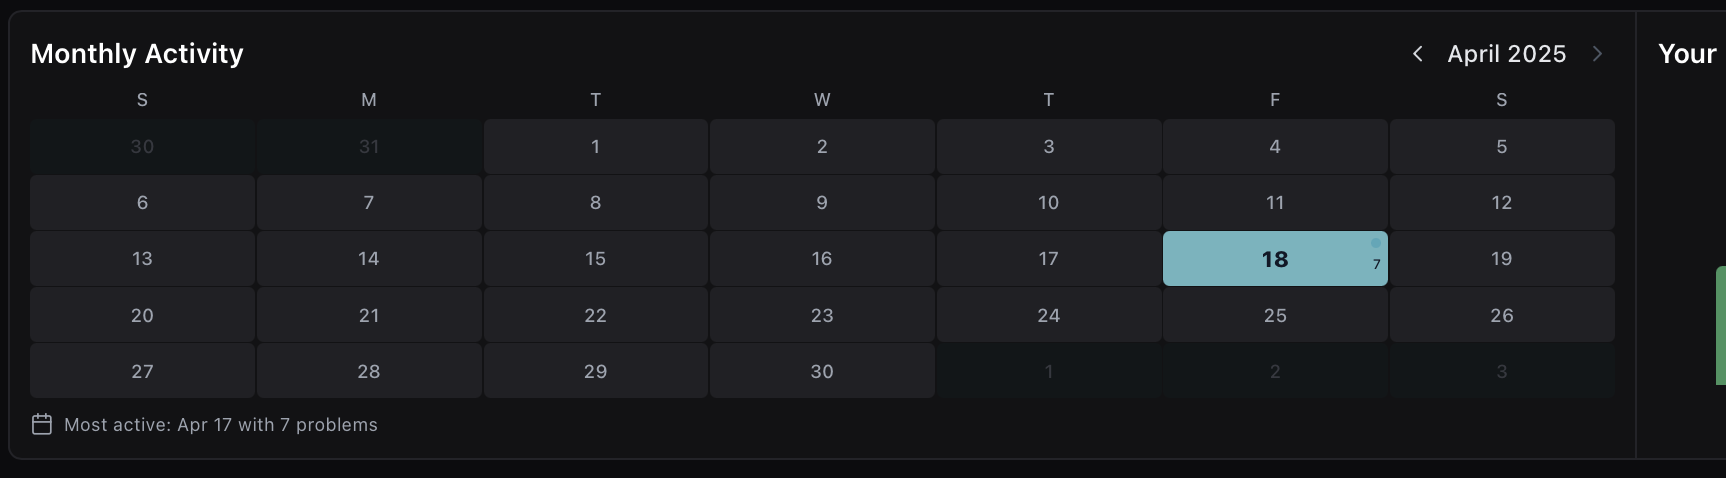 Monthly Activity
April 2025
Your
S M T W T F S
30 31 1 2 3 4 5
6 7 8 9 10 11 12
13 14 15 16 17 18 7 19
20 21 22 23 24 25 26
27 28 29 30 1 2 3
Most active: Apr 17 with 7 problems